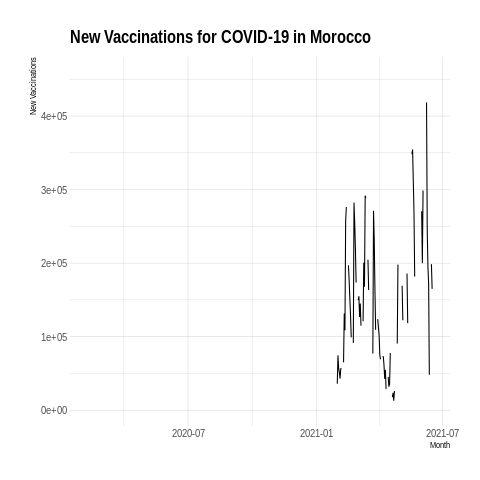 New Vaccinations for COVID-19 in Morocco
New Vaccinations
4e+05
3e+05
2e+05
1e+05
0e+00
2020-07
2021-01
2021-07
Month